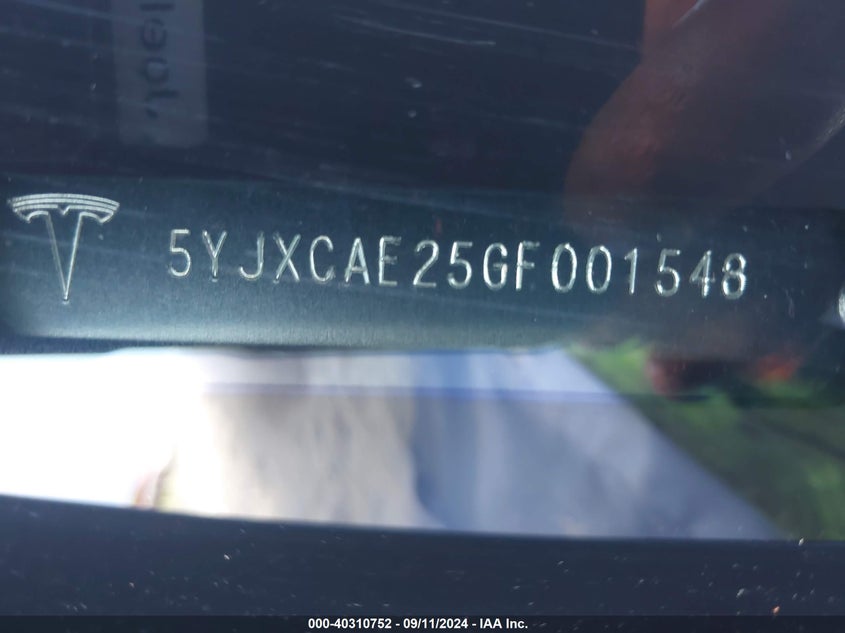 5YJXCAE25GF001548
000-40310752 - 09/11/2024 - IAA Inc.